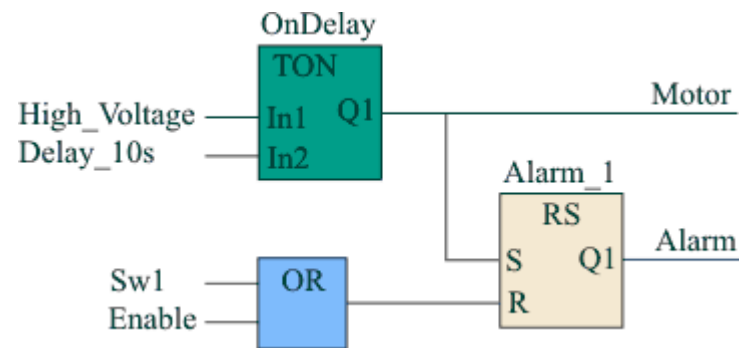 OnDelay
TON
High_Voltage
In1
Q1
Motor
Delay_10s
In2
Alarm_1
RS
S
Q1
Alarm
Sw1
OR
R
Enable